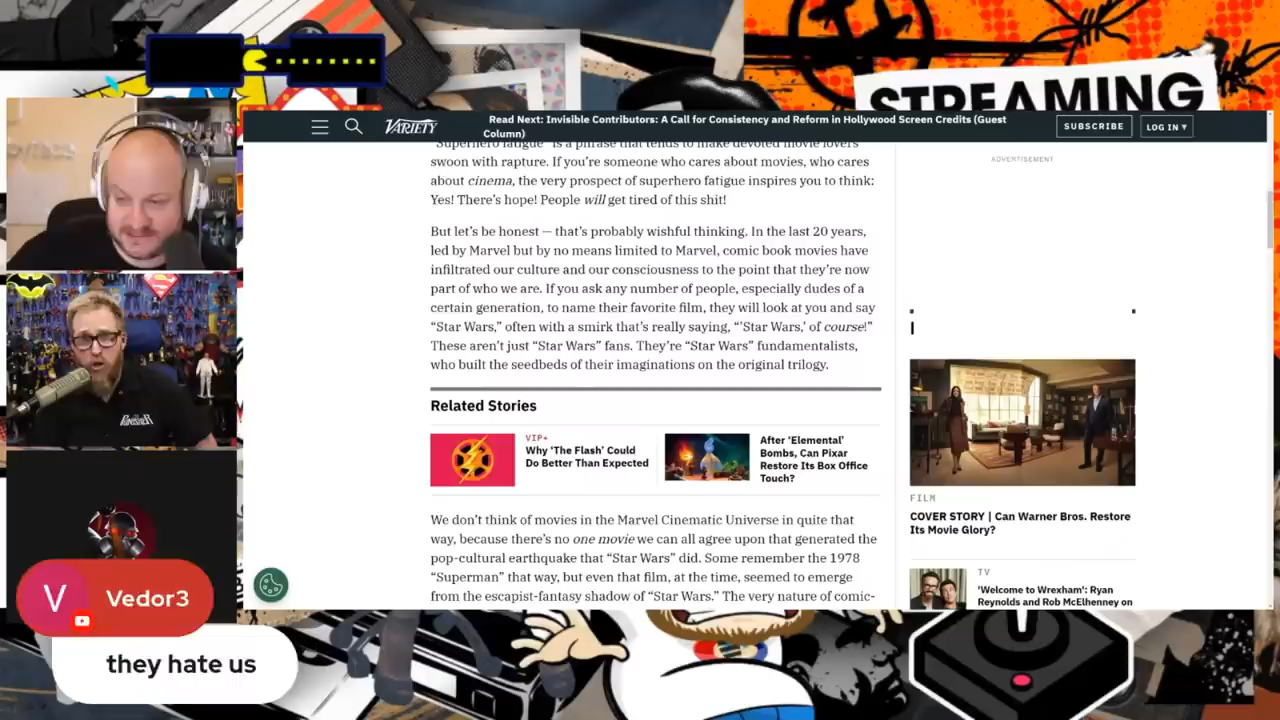 STREAMING
VARIETY
Read Next: Invisible Contributors: A Call for Consistency and Reform in Hollywood Screen Credits (Guest
Column)
SUBSCRIBE
LOG IN
"Superhero fatigue" is a phrase that tends to make devoted movie lovers
swoon with rapture. If you're someone who cares about movies, who cares
about cinema, the very prospect of superhero fatigue inspires you to think:
Yes! There's hope! People will get tired of this shit!
But let's be honest — that's probably wishful thinking. In the last 20 years,
led by Marvel but by no means limited to Marvel, comic book movies have
infiltrated our culture and our consciousness to the point that they're now
part of who we are. If you ask any number of people, especially dudes of a
certain generation, to name their favorite film, they will look at you and say
“Star Wars,” often with a smirk that's really saying, “‘Star Wars,’ of course!”
These aren't just “Star Wars” fans. They're “Star Wars” fundamentalists,
who built the seedbeds of their imaginations on the original trilogy.
Related Stories
VIP+
Why ‘The Flash’ Could
Do Better Than Expected
After ‘Elemental’
Bombs, Can Pixar
Restore Its Box Office
Touch?
We don't think of movies in the Marvel Cinematic Universe in quite that
way, because there's no one movie we can all agree upon that generated the
pop-cultural earthquake that “Star Wars” did. Some remember the 1978
“Superman” that way, but even that film, at the time, seemed to emerge
from the escapist-fantasy shadow of “Star Wars.” The very nature of comic-
ADVERTISEMENT
FILM
COVER STORY | Can Warner Bros. Restore
Its Movie Glory?
TV
'Welcome to Wrexham': Ryan
Reynolds and Rob McElhenney on
PUNISHER
V
Vedor3
they hate us